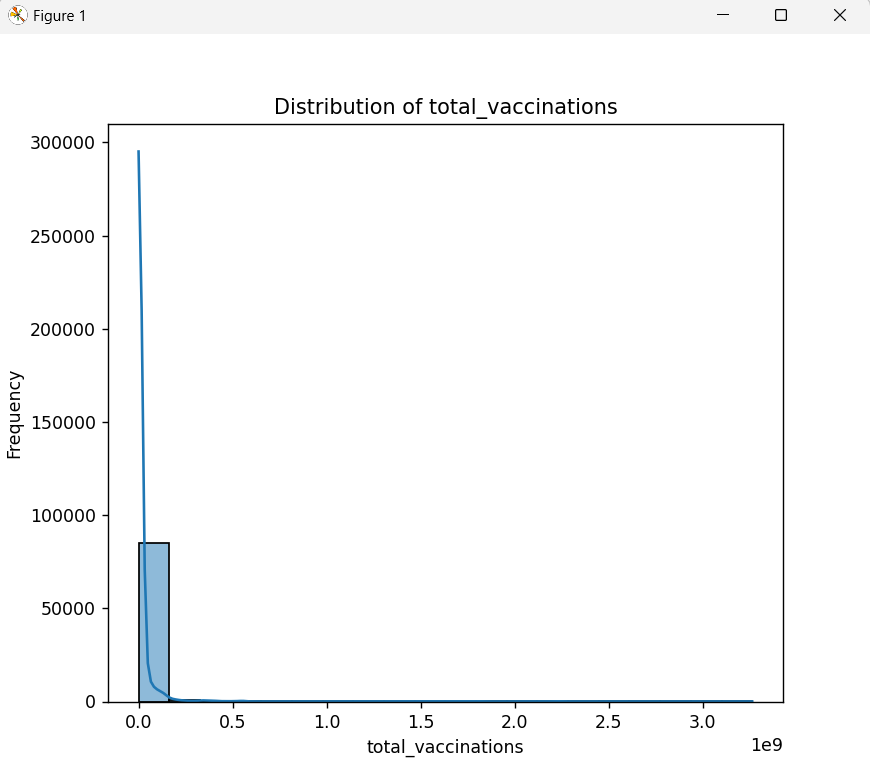 Figure 1
Distribution of total_vaccinations
300000
250000
200000
150000
100000
50000
0
Frequency
0.0 0.5 1.0 1.5 2.0 2.5 3.0
1e9
total_vaccinations